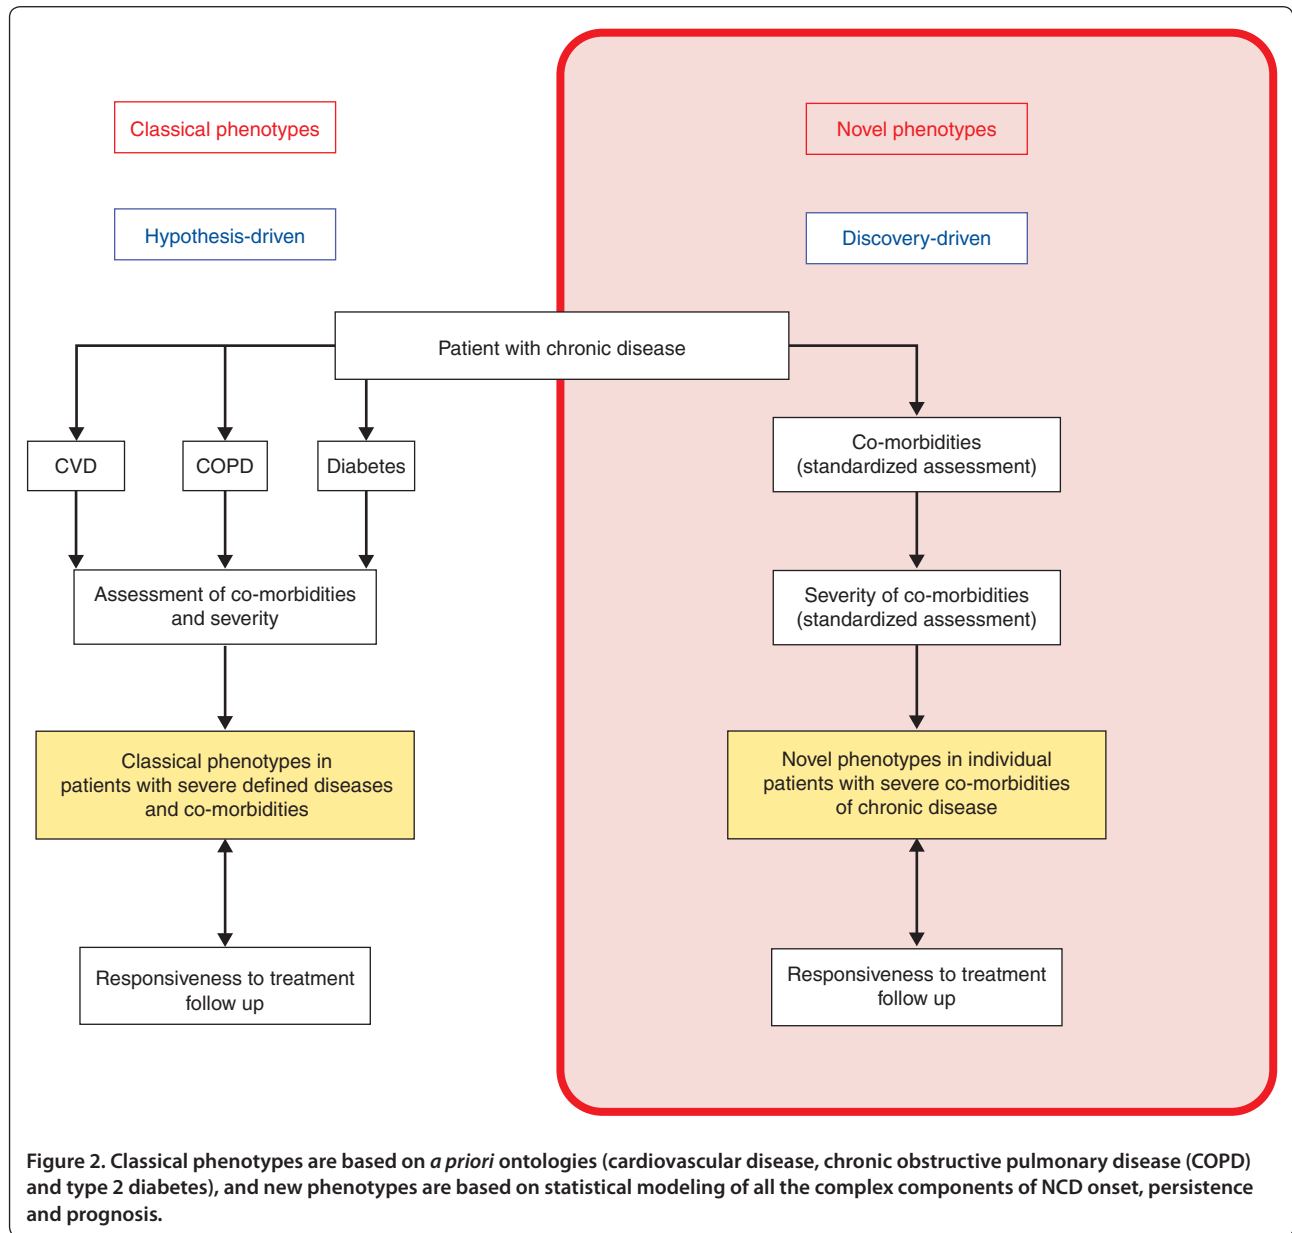 Classical phenotypes
Novel phenotypes
Hypothesis-driven
Discovery-driven
Patient with chronic disease
CVD
COPD
Diabetes
Co-morbidities
(standardized assessment)
Assessment of co-morbidities
and severity
Severity of co-morbidities
(standardized assessment)
Classical phenotypes in
patients with severe defined diseases
and co-morbidities
Novel phenotypes in individual
patients with severe co-morbidities
of chronic disease
Responsiveness to treatment
follow up
Responsiveness to treatment
follow up
Figure 2. Classical phenotypes are based on a priori ontologies (cardiovascular disease, chronic obstructive pulmonary disease (COPD)
and type 2 diabetes), and new phenotypes are based on statistical modeling of all the complex components of NCD onset, persistence
and prognosis.